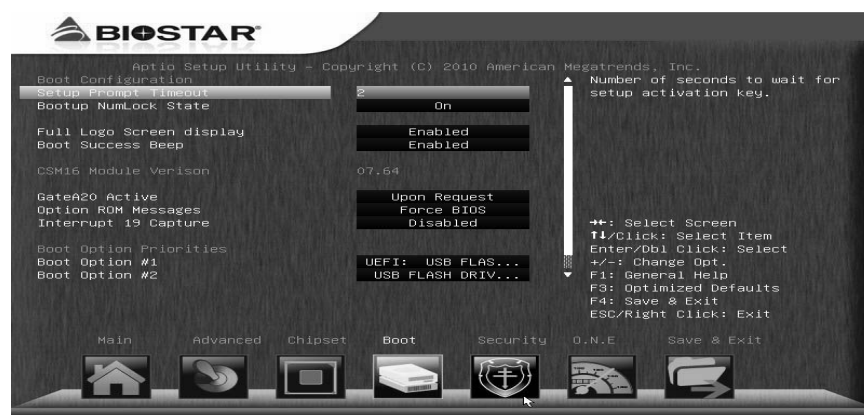 BIOSTAR®
Aptio Setup Utility – Copyright (C) 2010 American Megatrends, Inc.
Boot Configuration
Setup Prompt Timeout 2
Bootup NumLock State On
Full Logo Screen display Enabled
Boot Success Beep Enabled
CSM16 Module Verison 07.64
GateA20 Active Upon Request
Option ROM Messages Force BIOS
Interrupt 19 Capture Disabled
Boot Option Priorities
Boot Option #1 UEFI: USB FLAS...
Boot Option #2 USB FLASH DRIV...
Number of seconds to wait for
setup activation key.
→←: Select Screen
↑↓/Click: Select Item
Enter/Dbl Click: Select
+/-: Change Opt.
F1: General Help
F3: Optimized Defaults
F4: Save & Exit
ESC/Right Click: Exit
Main Advanced Chipset Boot Security O.N.E Save & Exit